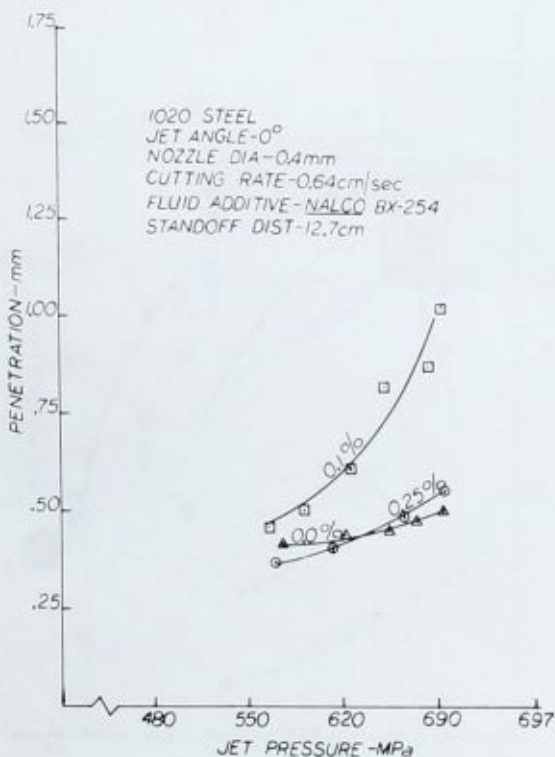 1.75
1.50
1020 STEEL
JET ANGLE-0°
NOZZLE DIA-0.4mm
CUTTING RATE-0.64cm/sec
FLUID ADDITIVE-NALCO BX-254
STANDOFF DIST-12.7cm
1.25
1.00
PENETRATION-mm
.75
0.1%
.50
0.0%
0.25%
.25
480
550
620
690
697
JET PRESSURE-MPa